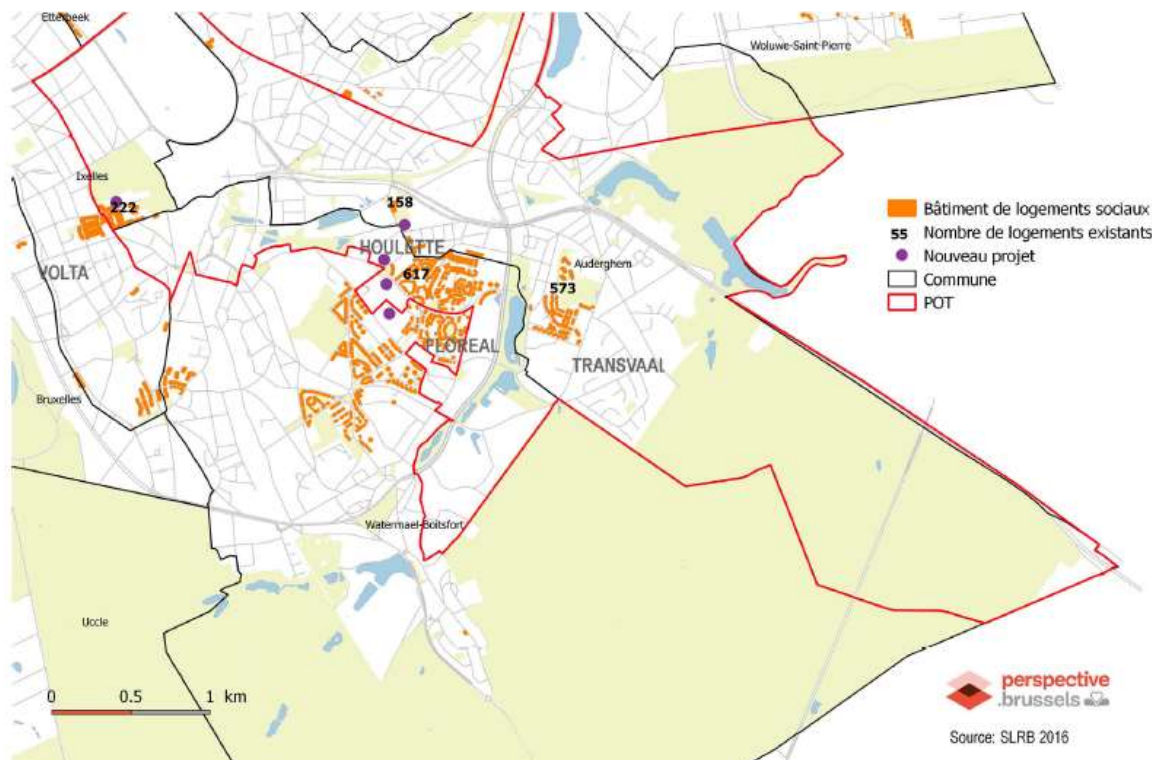 Etterbeek
Woluwe-Saint-Pierre
Ixelles
222
158
HOULETTE
VOLTA
617
Auderghem
573
FLOREAL
TRANSVAAL
Bruxelles
Watermael-Boitsfort
Uccle
0 0.5 1 km
Bâtiment de logements sociaux
55 Nombre de logements existants
Nouveau projet
Commune
POT
perspective
.brussels
Source: SLRB 2016